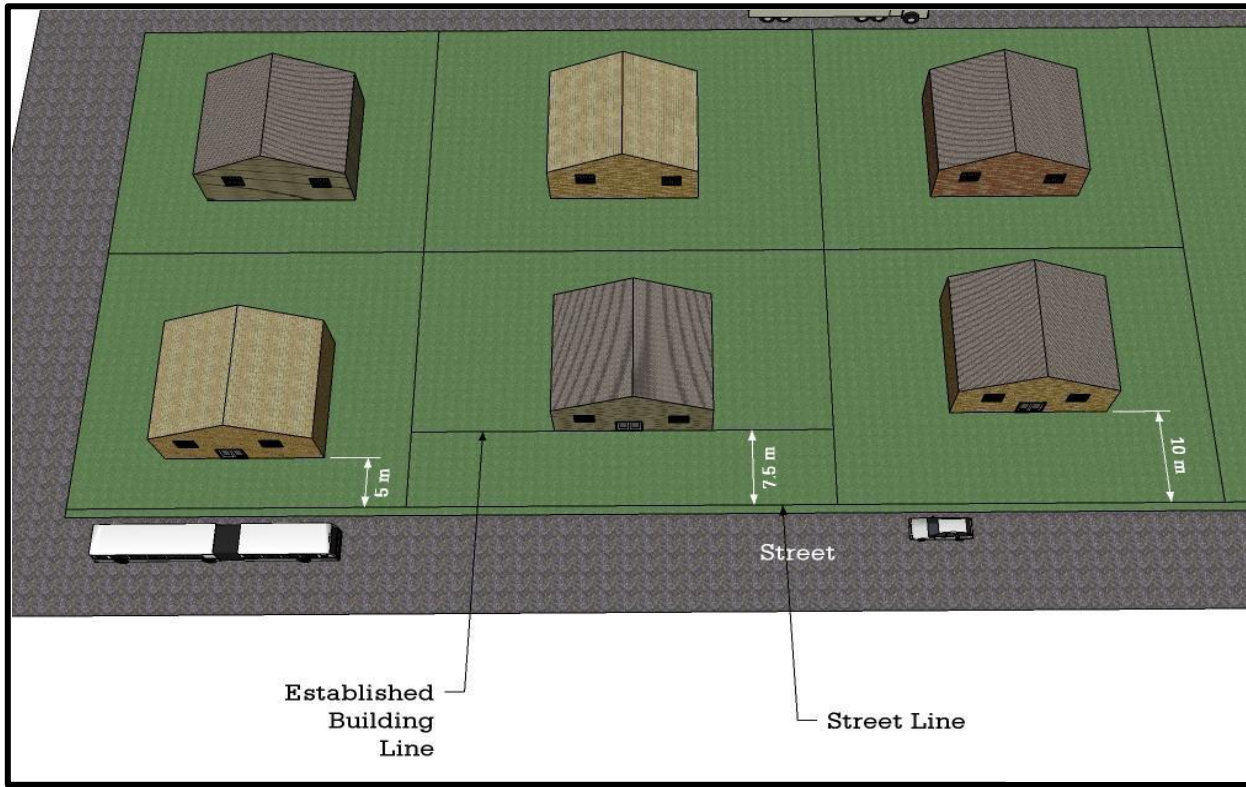 5 m
7.5 m
10 m
Street
Established
Building
Line
Street Line